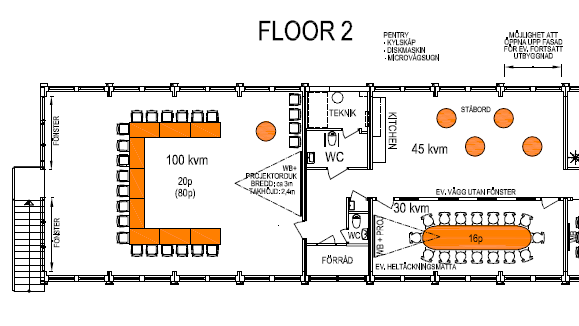 FLOOR 2
PENTRY
- KYLSKÅP
- DISKMASKIN
- MICROVÅGSUGN
MÖJLIGHET ATT
ÖPPNA UPP FASAD
FÖR EV. FORTSATT
UTBYGGNAD
FÖNSTER
TEKNIK
KITCHEN
STÅBORD
45 kvm
100 kvm
20p
(80p)
WB+
PROJEKTORDUK
BREDD: ca 3m
TAKHÖJD: 2,4m
WC
EV. VÄGG UTAN FÖNSTER
30 kvm
FÖNSTER
WC
WB + PROJ
16p
FÖRRÅD
EV. HELTÄCKNINGSMATTA